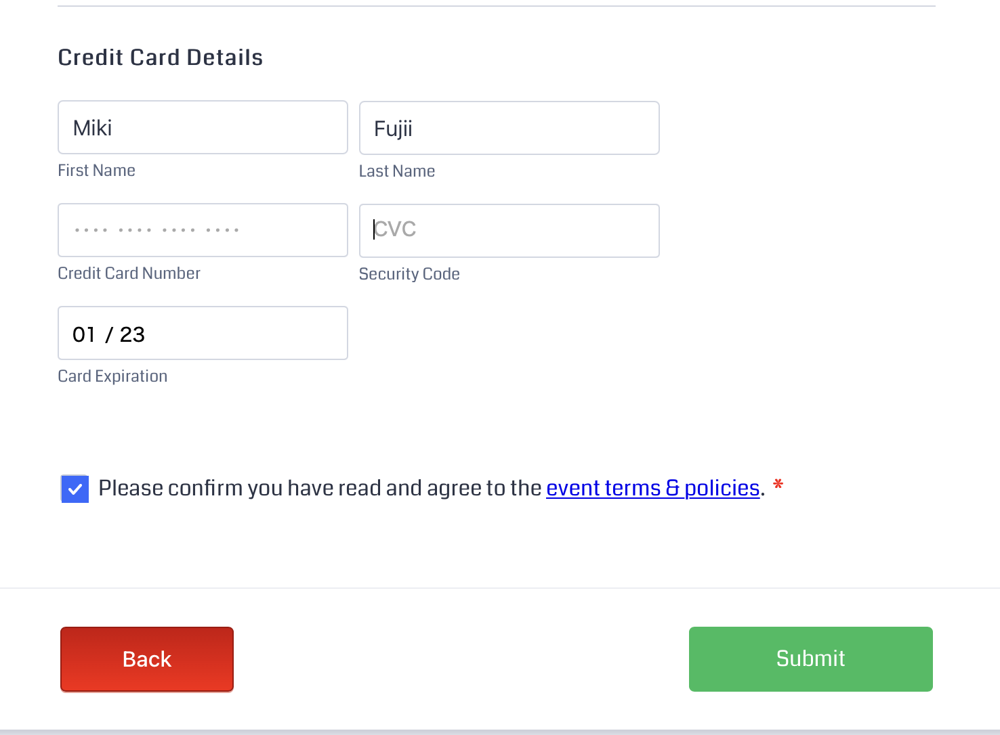 Credit Card Details
Miki Fujii
First Name Last Name
•••• •••• •••• •••• CVC
Credit Card Number Security Code
01 / 23
Card Expiration
Please confirm you have read and agree to the event terms & policies. *
Back Submit